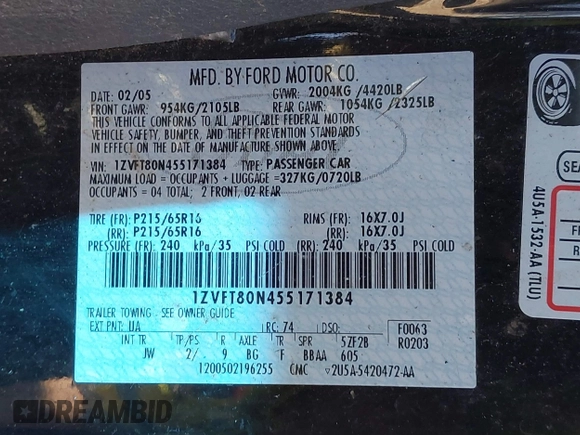 MFD. BY FORD MOTOR CO.
DATE: 02/05 GVWR: 2004KG /4420LB
FRONT GAWR: 954KG/2105LB REAR GAWR: 1054KG /2325LB
THIS VEHICLE CONFORMS TO ALL APPLICABLE FEDERAL MOTOR
VEHICLE SAFETY, BUMPER, AND THEFT PREVENTION STANDARDS
IN EFFECT ON THE DATE OF MANUFACTURE SHOWN ABOVE.
VIN: 1ZVFT80N455171384 TYPE: PASSENGER CAR
MAXIMUM LOAD = OCCUPANTS + LUGGAGE =327KG/0720LB
OCCUPANTS = 04 TOTAL; 2 FRONT, 02 REAR
TIRE (FR): P215/65R16 RIMS (FR): 16X7.0J
(RR): P215/65R16 (RR): 16X7.0J
PRESSURE (FR): 240 kPa/35 PSI COLD (RR): 240 kPa/35 PSI COLD
1ZVFT80N455171384
TRAILER TOWING - SEE OWNER GUIDE
EXT PNT: UA RC: 74 DSO: F0063
INT TR TP/PS R AXLE TR SPR 5ZF2B R0203
JW 2/ 9 BG F BBAA 605
1200502196255 CMC ▽2U5A-5420472-AA
4U5A-1532-AA (TLU)
SEA
DREAMBID.COM